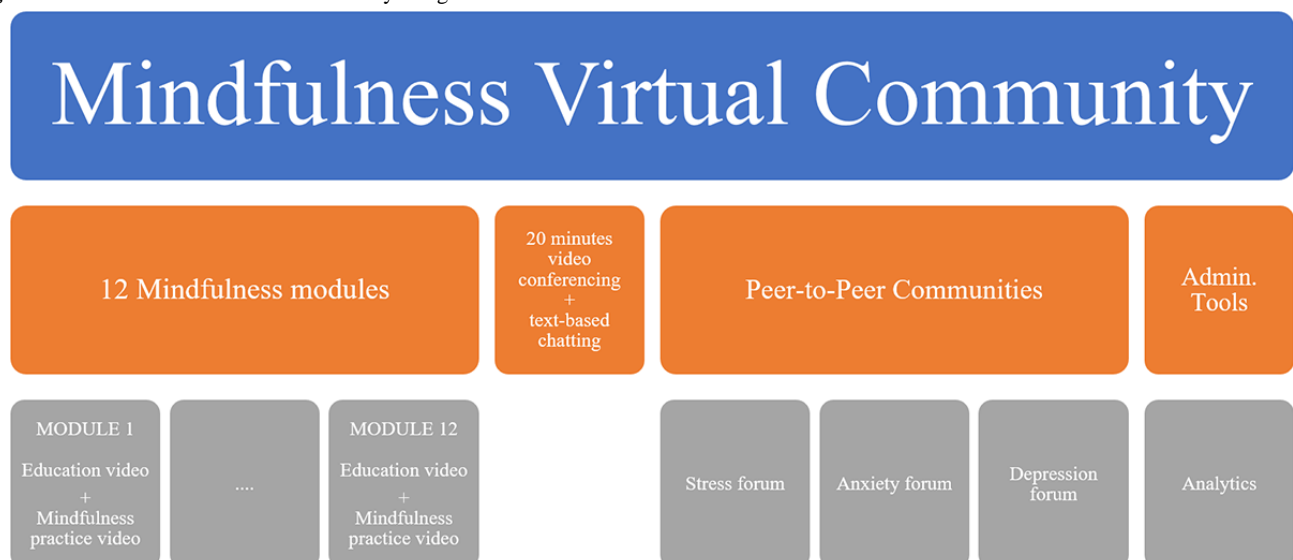 Mindfulness Virtual Community
12 Mindfulness modules
20 minutes
video
conferencing
+
text-based
chatting
Peer-to-Peer Communities
Admin.
Tools
MODULE 1
Education video
+
Mindfulness
practice video
....
MODULE 12
Education video
+
Mindfulness
practice video
Stress forum
Anxiety forum
Depression
forum
Analytics